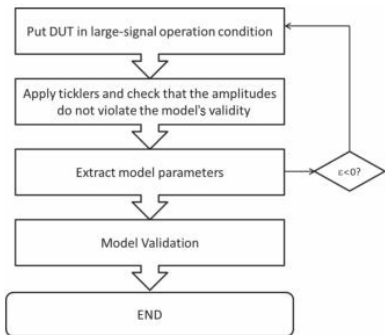 Put DUT in large-signal operation condition
Apply ticklers and check that the amplitudes
do not violate the model's validity
Extract model parameters
ε<0?
Model Validation
END